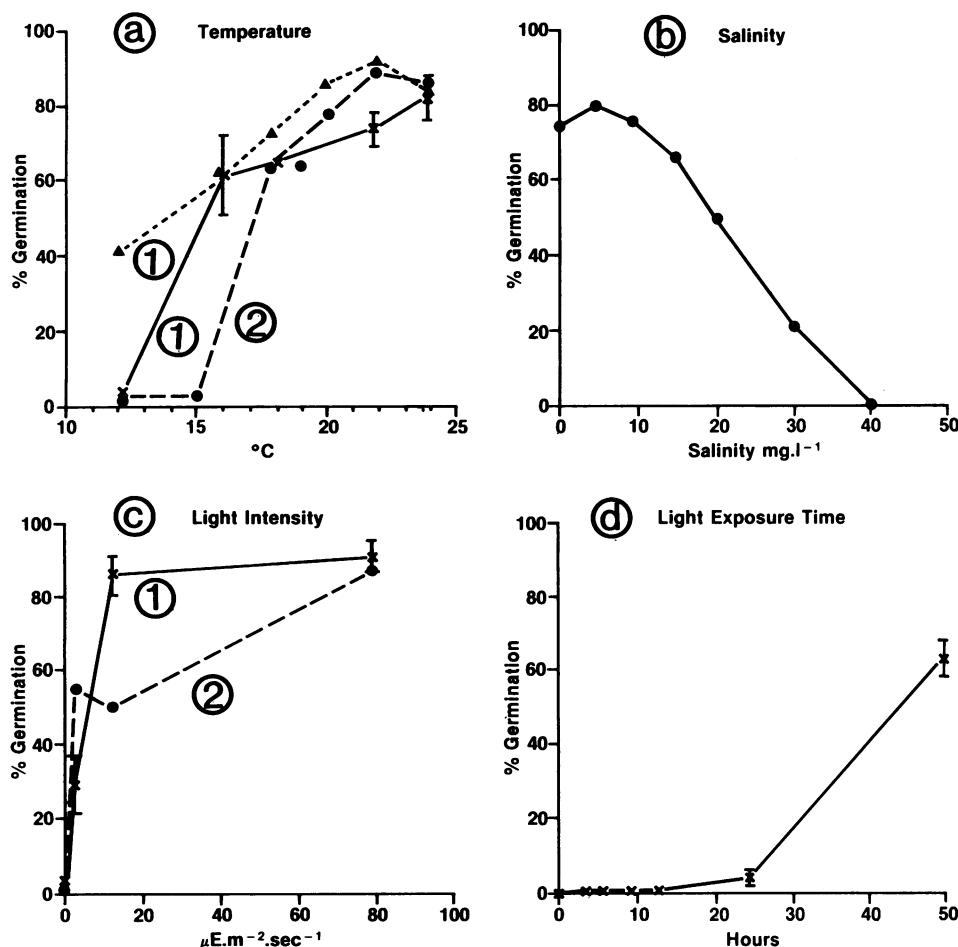 a Temperature
% Germination
100
80
60
40
20
0
1
1
2
10 15 20 25
°C
b Salinity
% Germination
100
80
60
40
20
0
0 10 20 30 40 50
Salinity mg.l⁻¹
c Light Intensity
% Germination
100
80
60
40
20
0
1
2
0 20 40 60 80 100
μE.m⁻².sec⁻¹
d Light Exposure Time
% Germination
100
80
60
40
20
0
0 10 20 30 40 50
Hours